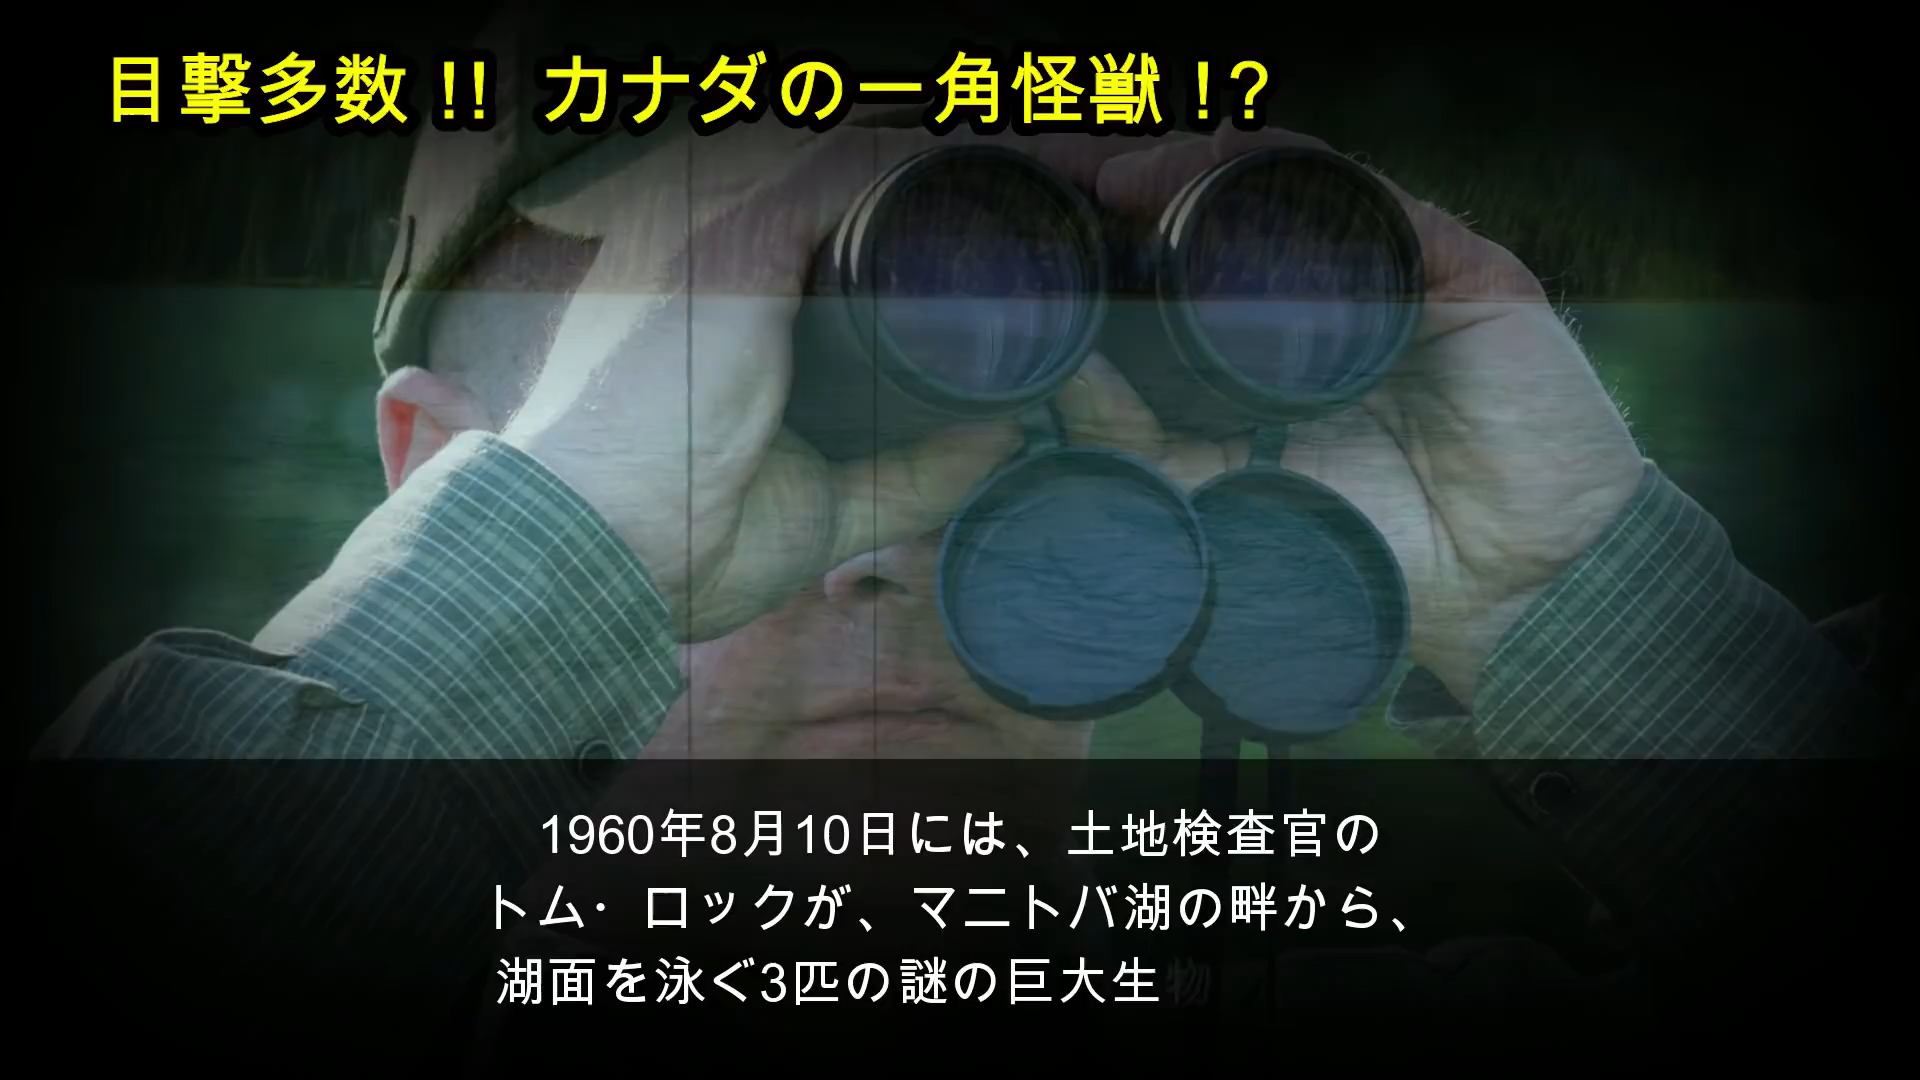 目撃多数!! カナダの一角怪獣!?
1960年8月10日には、土地検査官の
トム・ロックが、マニトバ湖の畔から、
湖面を泳ぐ3匹の謎の巨大生物